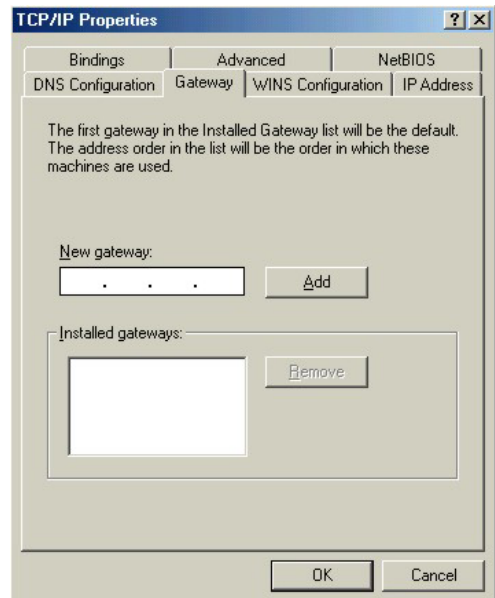 TCP/IP Properties ? X
Bindings Advanced NetBIOS
DNS Configuration Gateway WINS Configuration IP Address
The first gateway in the Installed Gateway list will be the default.
The address order in the list will be the order in which these
machines are used.
New gateway:
. . . Add
Installed gateways:
Remove
OK Cancel